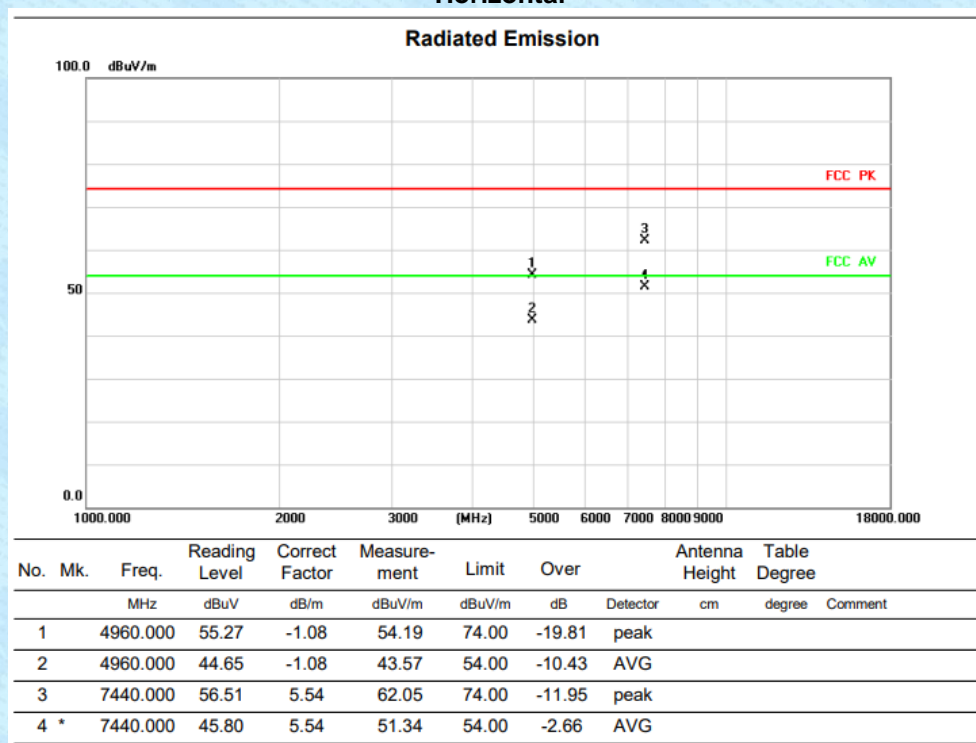 Horizontal
Radiated Emission
100.0 dBuV/m
FCC PK
3
1
FCC AV
4
50
2
0.0
1000.000 2000 3000 (MHz) 5000 6000 7000 8000 9000 18000.000
No. Mk. Freq. Reading Level Correct Factor Measure-ment Limit Over Antenna Height Table Degree
MHz dBuV dB/m dBuV/m dBuV/m dB Detector cm degree Comment
1 4960.000 55.27 -1.08 54.19 74.00 -19.81 peak
2 4960.000 44.65 -1.08 43.57 54.00 -10.43 AVG
3 7440.000 56.51 5.54 62.05 74.00 -11.95 peak
4 * 7440.000 45.80 5.54 51.34 54.00 -2.66 AVG